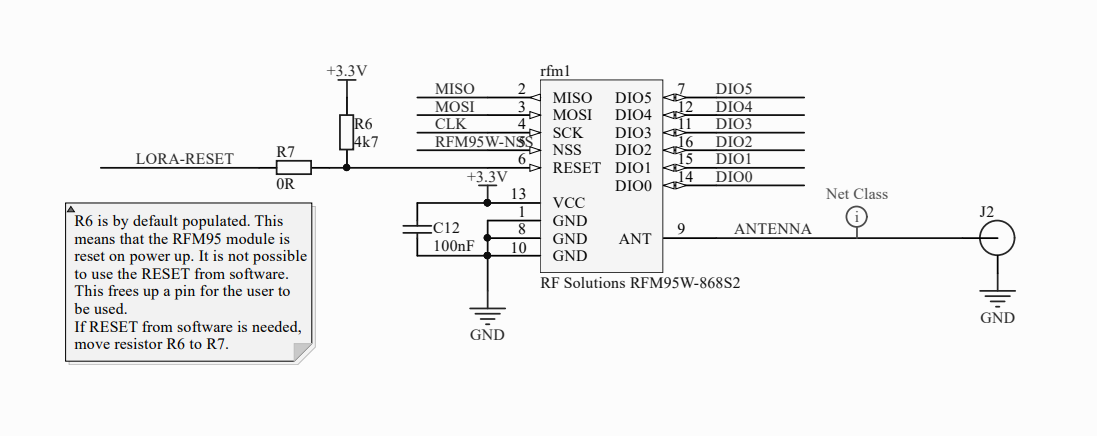 rfm1
+3.3V
MISO 2 MISO DIO5 7 DIO5
MOSI 3 MOSI DIO4 12 DIO4
CLK 4 SCK DIO3 11 DIO3
RFM95W-NSS 5 NSS DIO2 16 DIO2
R6
4k7
LORA-RESET R7 6 RESET DIO1 15 DIO1
0R
DIO0 14 DIO0
+3.3V
13 VCC
1 GND
C12 8 GND ANT 9 ANTENNA
100nF 10 GND
Net Class
i
J2
RF Solutions RFM95W-868S2
GND
GND
R6 is by default populated. This
means that the RFM95 module is
reset on power up. It is not possible
to use the RESET from software.
This frees up a pin for the user to
be used.
If RESET from software is needed,
move resistor R6 to R7.